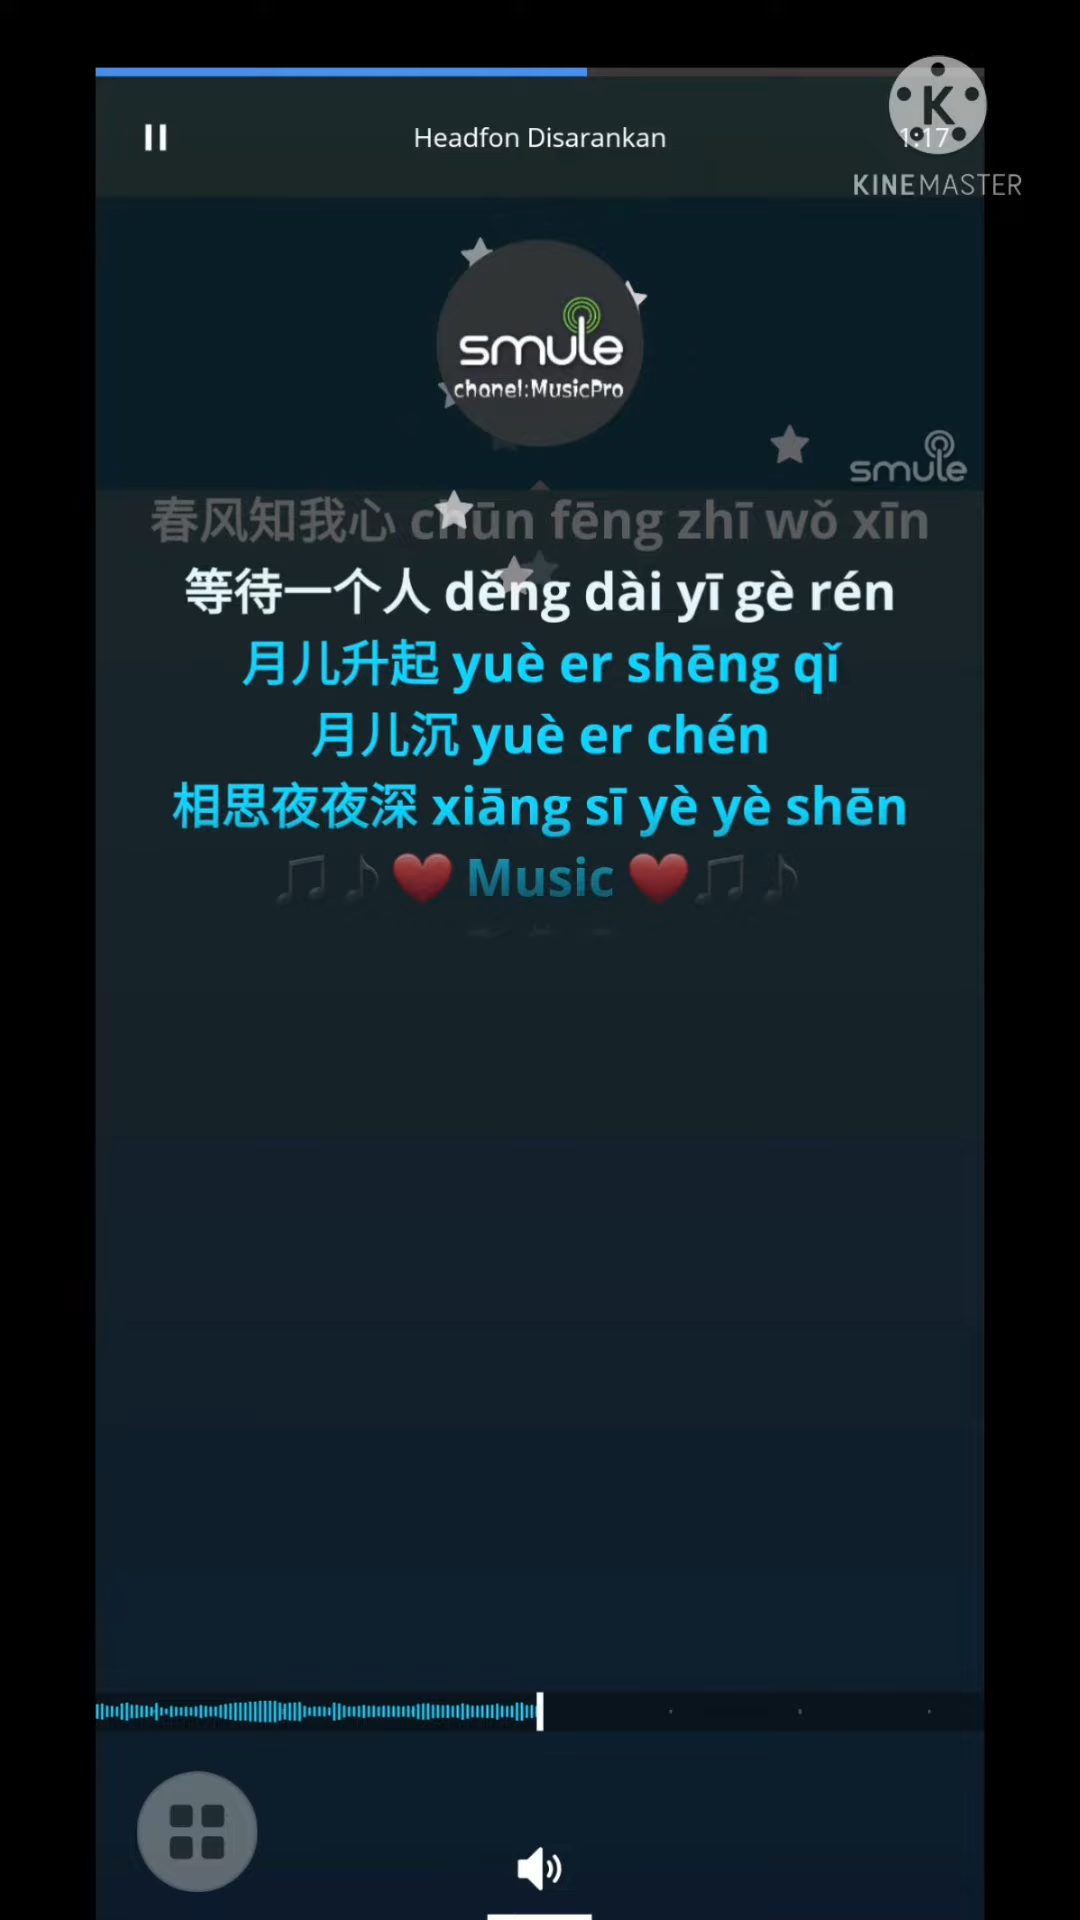 Headfon Disarankan
1:17
KINEMASTER
smule
chanel:MusicPro
smule
春风知我心 chūn fēng zhī wǒ xīn
等待一个人 děng dài yī gè rén
月儿升起 yuè er shēng qǐ
月儿沉 yuè er chén
相思夜夜深 xiāng sī yè yè shēn
🎵♪❤️ Music ❤️🎵♪